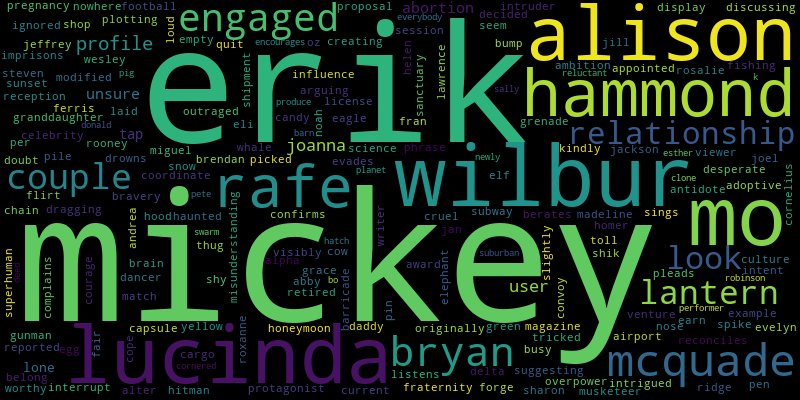 pregnancy nowhere football proposal abortion intruder
ignored shop plotting loud engaged everybody decided display discussing
jeffrey profile empty quit encourages oz creating session seem alison
imprisons wesley erik helen bump jill ambition appointed fishing
steven modified pig shipment influence sanctuary lawrence reluctant rosalie k
sunset unsure arguing hammond
reception laid outraged produce license sally
ferris candy eagle grenade
granddaughter tap eli noah fran relationship
celebrity rooney joanna science phrase
per miguel whale barn kindly jackson esther viewer
doubt pile drowns brendan picked evades wilbur newly joel
couple snow planet elf clone desperate
coordinate rafe antidote adoptive cornelius
flirt bravery pete cruel subway madeline
chain dragging hoodhaunted confirms writer berates sings mo
andrea swarm misunderstanding jan homer
mickey thug hatch visibly cow slightly toll
superhuman complains courage brain alpha award elephant shik look culture
deer dancer shy grace abby bo user pleads intent
match retired barricade pin convoy lantern robinson
capsule yellow honeymoon daddy originally green magazine venture performer example
gunman fair cope roxanne tricked nose earn spike evelyn
reported egg lucinda bryan busy airport reconciles
lone cargo cornered listens delta suggesting mcquade
belong overpower intrigued
worthy interrupt alter hitman protagonist current fraternity forge sharon musketeer ridge pen
donald suburban